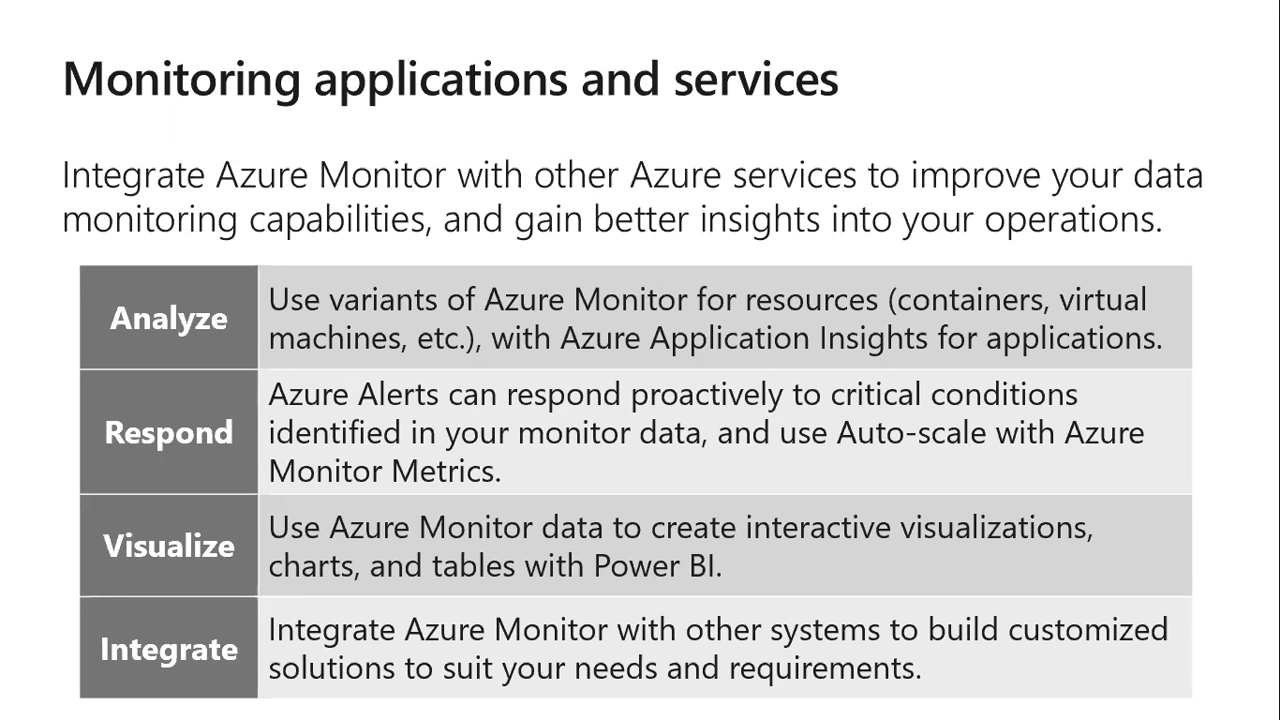 Monitoring applications and services
Integrate Azure Monitor with other Azure services to improve your data
monitoring capabilities, and gain better insights into your operations.
Analyze
Use variants of Azure Monitor for resources (containers, virtual
machines, etc.), with Azure Application Insights for applications.
Respond
Azure Alerts can respond proactively to critical conditions
identified in your monitor data, and use Auto-scale with Azure
Monitor Metrics.
Visualize
Use Azure Monitor data to create interactive visualizations,
charts, and tables with Power BI.
Integrate
Integrate Azure Monitor with other systems to build customized
solutions to suit your needs and requirements.